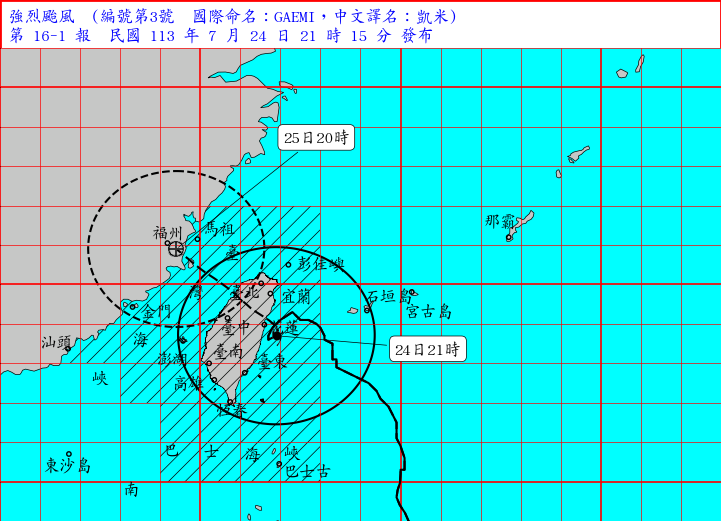 強烈颱風 (編號第3號 國際命名:GAEMI,中文譯名:凱米)
第 16-1 報 民國 113 年 7 月 24 日 21 時 15 分 發布
25日20時
那霸
福州
馬祖
臺
彭佳嶼
灣
臺北
宜蘭
石垣島
宮古島
金門
臺中
花蓮
海
汕頭
澎湖
臺南
臺東
24日21時
峽
高雄
恆春
巴 士 海 峽
東沙島
巴士古
南